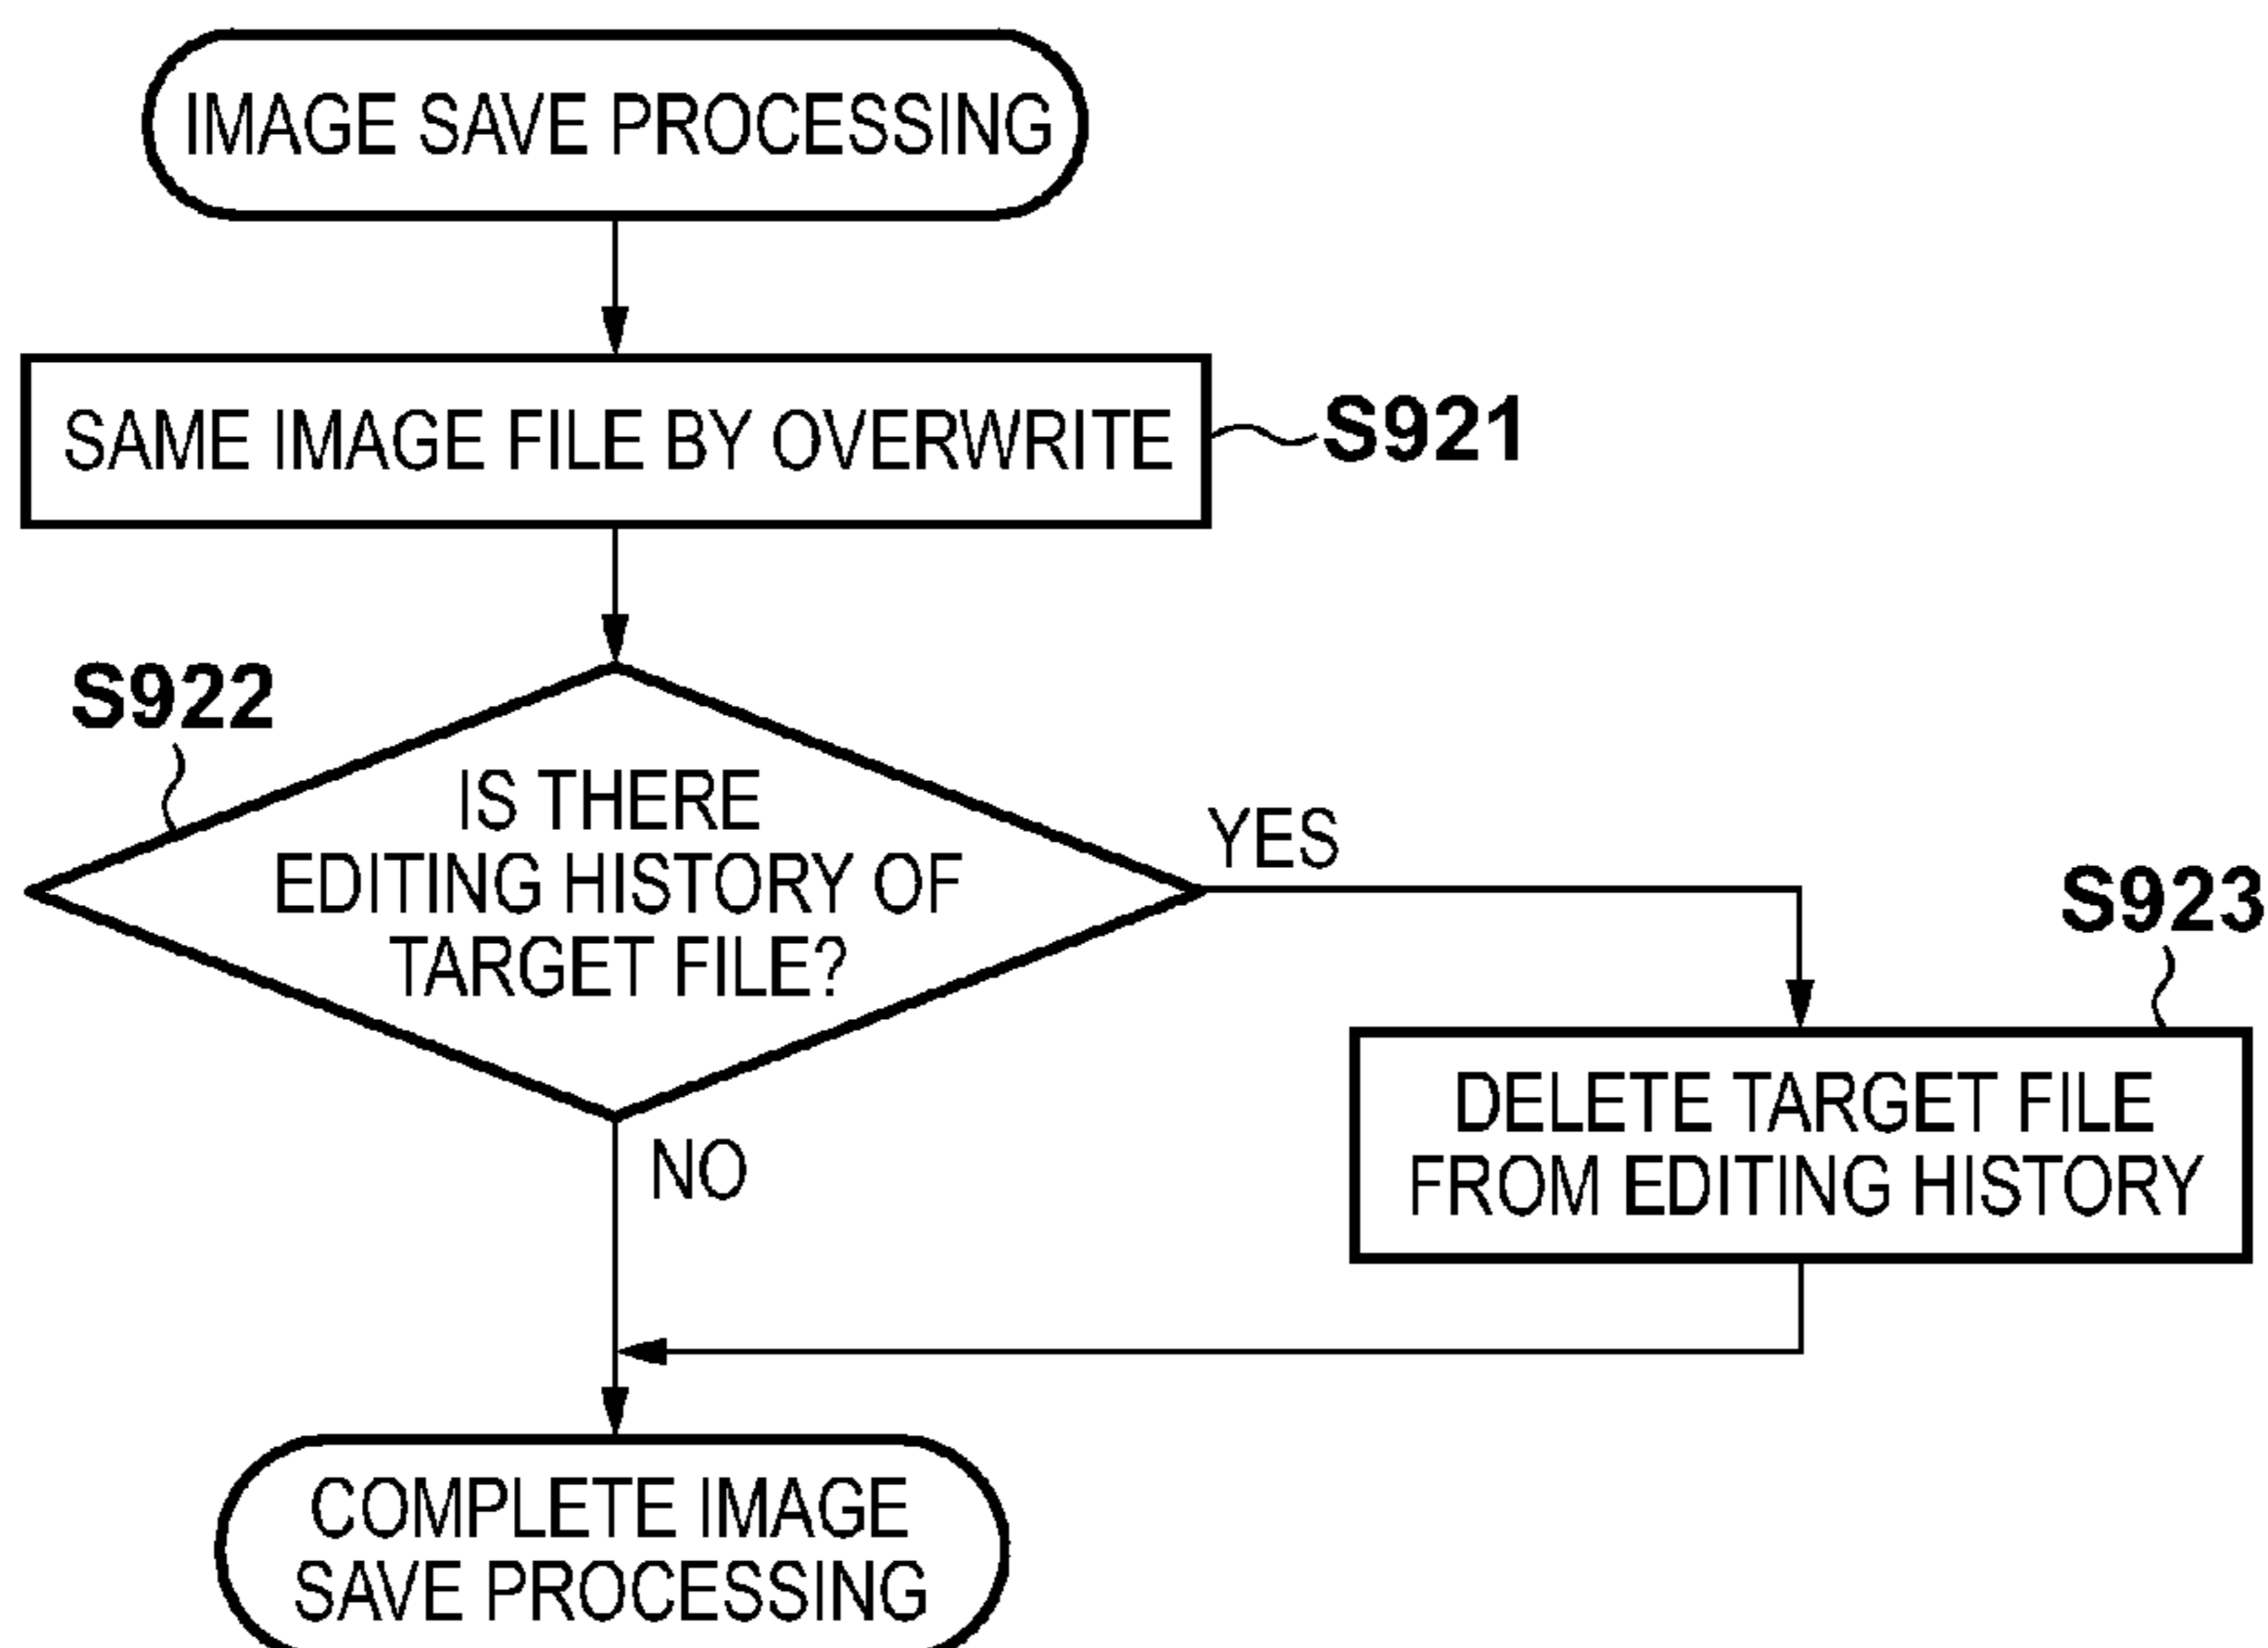 IMAGE SAVE PROCESSING
SAME IMAGE FILE BY OVERWRITE
S921
S922
IS THERE
EDITING HISTORY OF
TARGET FILE?
YES
NO
S923
DELETE TARGET FILE
FROM EDITING HISTORY
COMPLETE IMAGE
SAVE PROCESSING